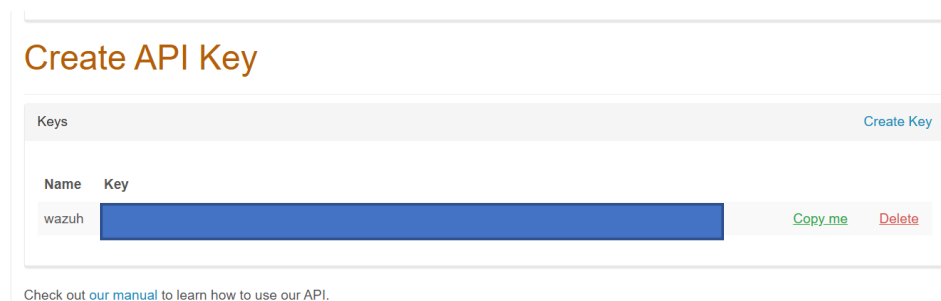 Create API Key
Keys Create Key
Name Key
wazuh Copy me Delete
Check out our manual to learn how to use our API.